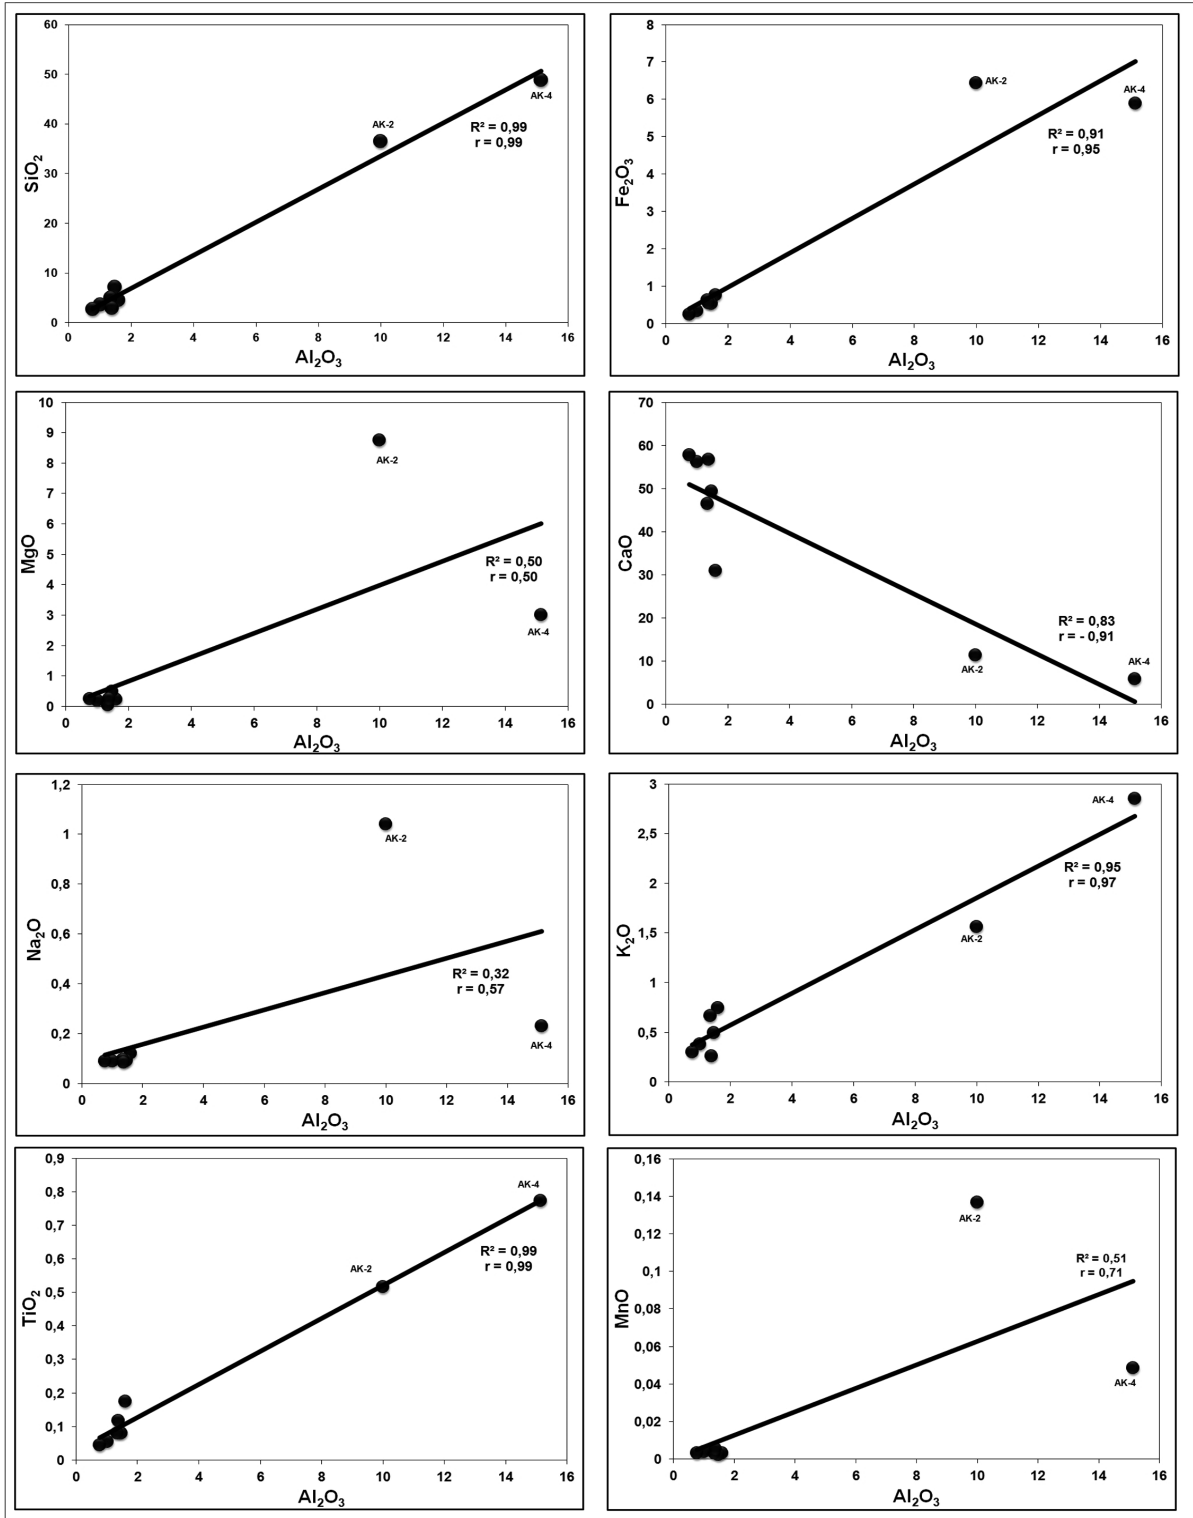 60
50
40
30
20
10
0
SiO₂
AK-2
AK-4
R² = 0,99
r = 0,99
0 2 4 6 8 10 12 14 16
Al₂O₃
8
7
6
5
4
3
2
1
0
Fe₂O₃
AK-2
AK-4
R² = 0,91
r = 0,95
0 2 4 6 8 10 12 14 16
Al₂O₃
10
9
8
7
6
5
4
3
2
1
0
MgO
AK-2
R² = 0,50
r = 0,50
AK-4
0 2 4 6 8 10 12 14 16
Al₂O₃
70
60
50
40
30
20
10
0
CaO
R² = 0,83
r = - 0,91
AK-2
AK-4
0 2 4 6 8 10 12 14 16
Al₂O₃
1,2
1
0,8
0,6
0,4
0,2
0
Na₂O
AK-2
R² = 0,32
r = 0,57
AK-4
0 2 4 6 8 10 12 14 16
Al₂O₃
3
2,5
2
1,5
1
0,5
0
K₂O
AK-4
R² = 0,95
r = 0,97
AK-2
0 2 4 6 8 10 12 14 16
Al₂O₃
0,9
0,8
0,7
0,6
0,5
0,4
0,3
0,2
0,1
0
TiO₂
AK-4
R² = 0,99
r = 0,99
AK-2
0 2 4 6 8 10 12 14 16
Al₂O₃
0,16
0,14
0,12
0,1
0,08
0,06
0,04
0,02
0
MnO
AK-2
R² = 0,51
r = 0,71
AK-4
0 2 4 6 8 10 12 14 16
Al₂O₃